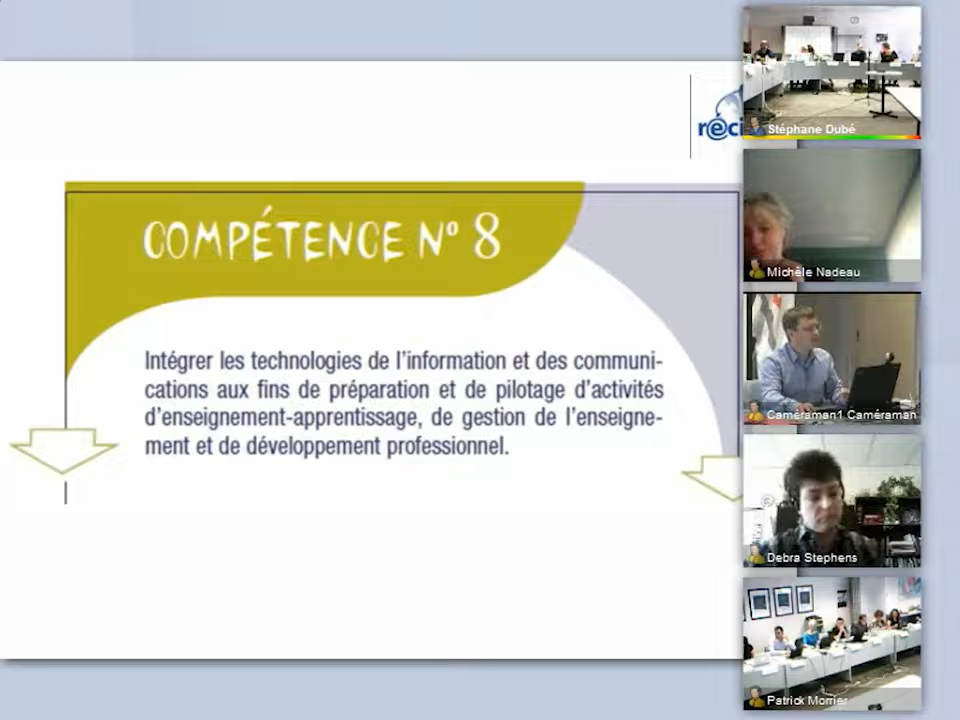 réci
COMPÉTENCE Nº 8
Intégrer les technologies de l'information et des communi-
cations aux fins de préparation et de pilotage d'activités
d'enseignement-apprentissage, de gestion de l'enseigne-
ment et de développement professionnel.
Stéphane Dubé
Michèle Nadeau
Caméraman1 Caméraman
Debra Stephens
Patrick Morrier